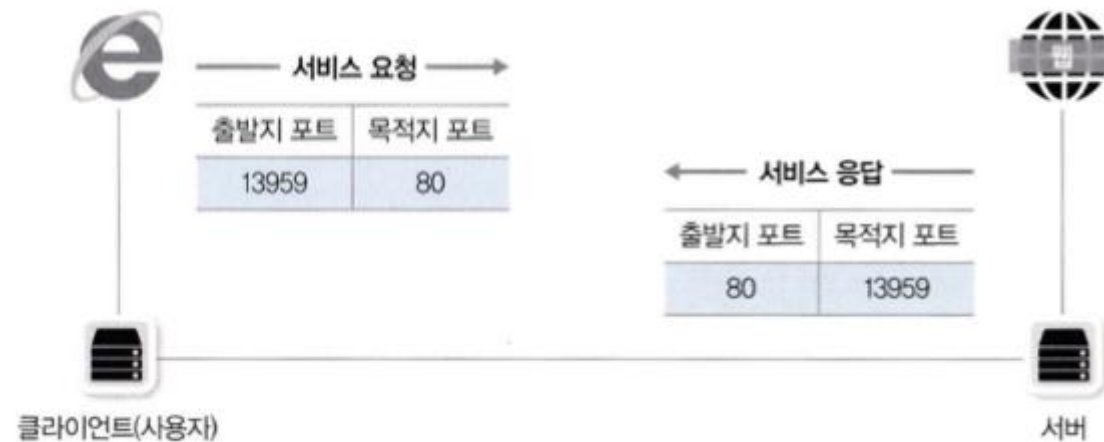 서비스 요청
출발지 포트 목적지 포트
13959 80
웹
서비스 응답
출발지 포트 목적지 포트
80 13959
클라이언트(사용자)
서버